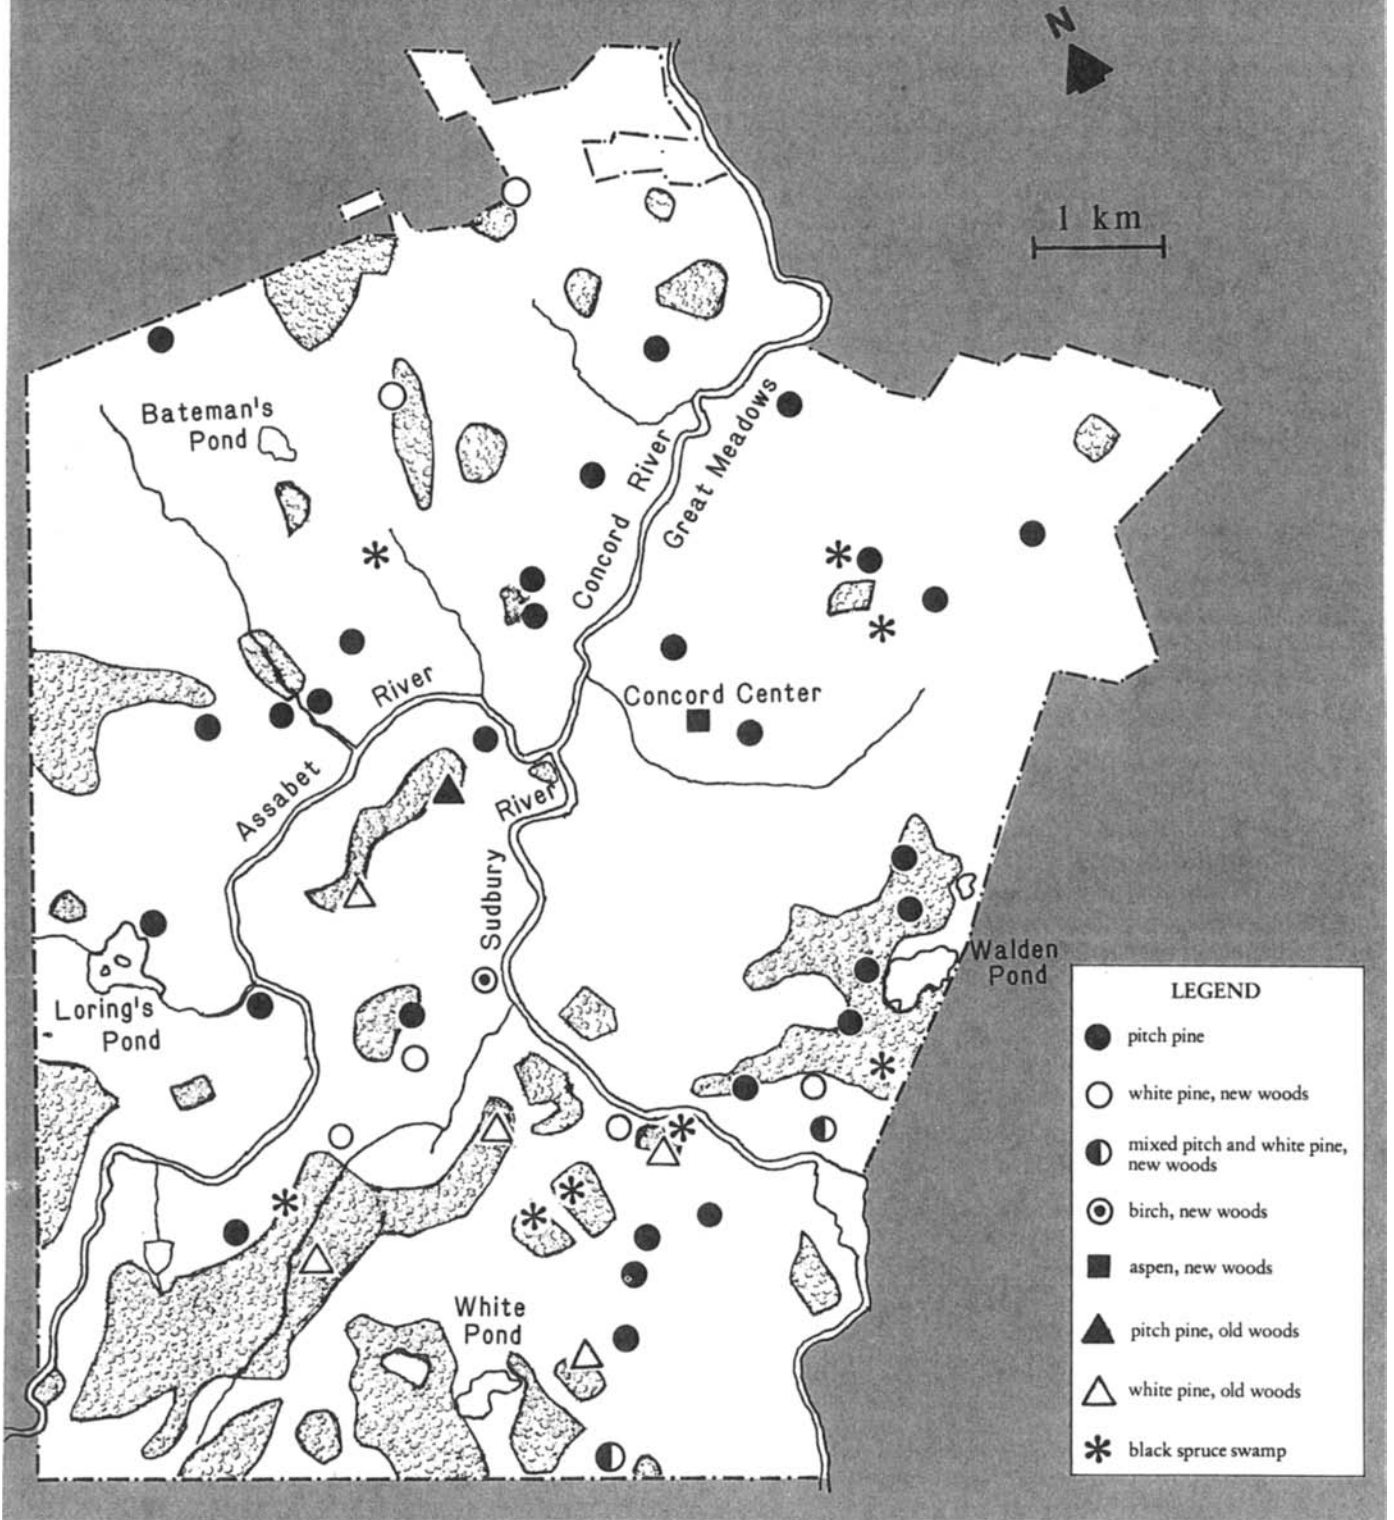 N
1 km
Bateman's
Pond
Concord River
Great Meadows
Assabet River
Concord Center
Sudbury River
Walden
Pond
Loring's
Pond
White
Pond
LEGEND
pitch pine
white pine, new woods
mixed pitch and white pine,
new woods
birch, new woods
aspen, new woods
pitch pine, old woods
white pine, old woods
black spruce swamp